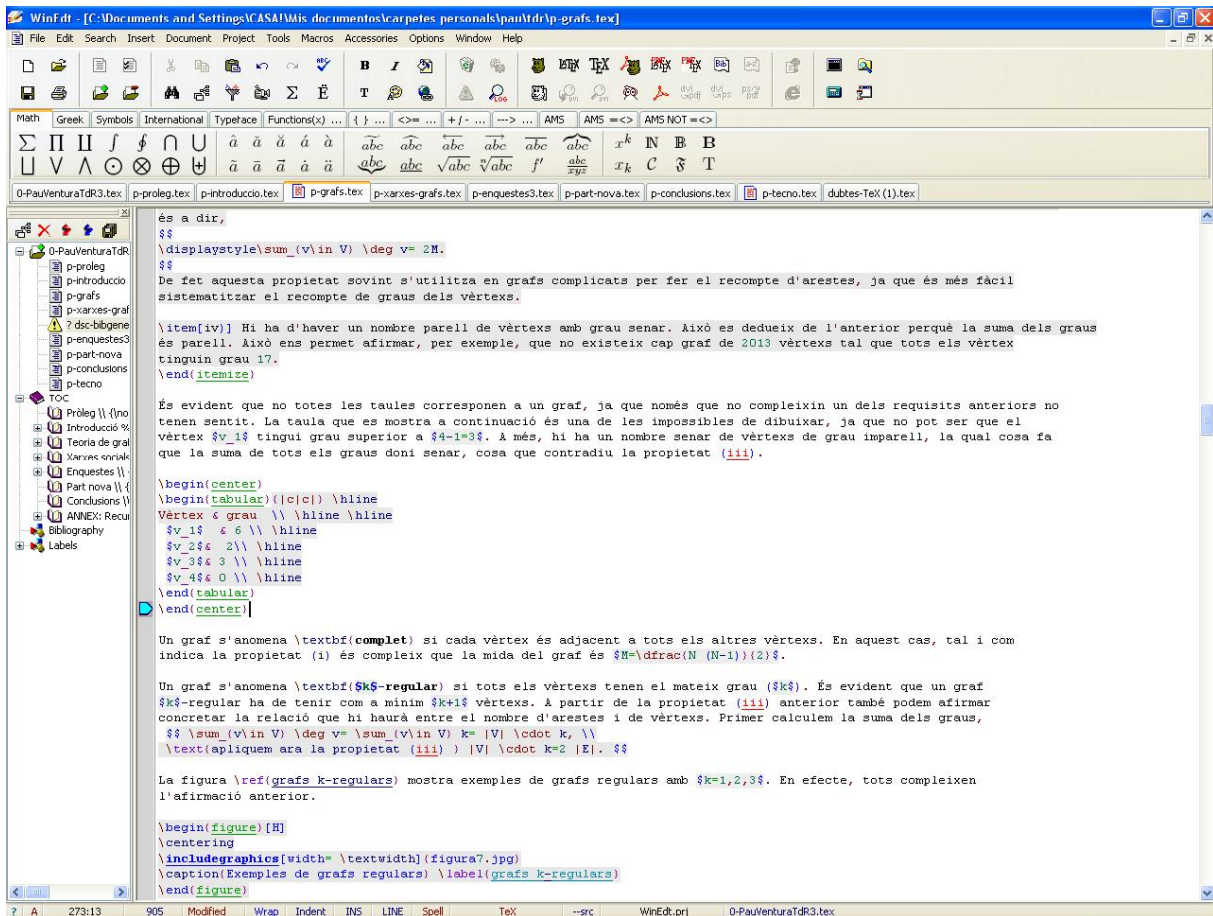 WinEdt - [C:\Documents and Settings\CASA!\Mis documentos\carpetes personals\pau\tdr\p-grafs.tex]
File Edit Search Insert Document Project Tools Macros Accessories Options Window Help
Math Greek Symbols International Typeface Functions(x) ... { } ... <>= ... + / - ... ---> ... AMS AMS =<> AMS NOT =<>
0-PauVenturaTdR3.tex p-proleg.tex p-introduccio.tex p-grafs.tex p-xarxes-grafs.tex p-enquestes3.tex p-part-nova.tex p-conclusions.tex p-tecno.tex dubtes-TeX (1).tex
0-PauVenturaTdR
p-proleg
p-introduccio
p-grafs
p-xarxes-graf
? dsc-bibgene
p-enquestes3
p-part-nova
p-conclusions
p-tecno
TOC
Pròleg \\ {\no
Introducció %
Teoria de graf
Xarxes socials
Enquestes \\
Part nova \\ {
Conclusions \\
ANNEX: Recur
Bibliography
Labels
és a dir,
$$
\displaystyle\sum_{v\in V} \deg v= 2M.
$$
De fet aquesta propietat sovint s'utilitza en grafs complicats per fer el recompte d'arestes, ja que és més fàcil
sistematitzar el recompte de graus dels vèrtexs.
\item[iv)] Hi ha d'haver un nombre parell de vèrtexs amb grau senar. Això es dedueix de l'anterior perquè la suma dels graus
és parell. Això ens permet afirmar, per exemple, que no existeix cap graf de 2013 vèrtexs tal que tots els vèrtex
tinguin grau 17.
\end{itemize}
És evident que no totes les taules corresponen a un graf, ja que només que no compleixin un dels requisits anteriors no
tenen sentit. La taula que es mostra a continuació és una de les impossibles de dibuixar, ja que no pot ser que el
vèrtex $v_1$ tingui grau superior a $4-1=3$. A més, hi ha un nombre senar de vèrtexs de grau imparell, la qual cosa fa
que la suma de tots els graus doni senar, cosa que contradiu la propietat (iii).
\begin{center}
\begin{tabular}{|c|c|} \hline
Vèrtex & grau \\ \hline \hline
$v_1$ & 6 \\ \hline
$v_2$& 2\\ \hline
$v_3$& 3 \\ \hline
$v_4$& 0 \\ \hline
\end{tabular}
\end{center}
Un graf s'anomena \textbf{complet} si cada vèrtex és adjacent a tots els altres vèrtexs. En aquest cas, tal i com
indica la propietat (i) és compleix que la mida del graf és $M=\dfrac{N (N-1)}{2}$.
Un graf s'anomena \textbf{$k$-regular} si tots els vèrtexs tenen el mateix grau ($k$). És evident que un graf
$k$-regular ha de tenir com a mínim $k+1$ vèrtexs. A partir de la propietat (iii) anterior també podem afirmar
concretar la relació que hi haurà entre el nombre d'arestes i de vèrtexs. Primer calculem la suma dels graus,
$$ \sum_{v\in V} \deg v= \sum_{v\in V} k= |V| \cdot k, \\
\text{apliquem ara la propietat (iii) } |V| \cdot k=2 |E|. $$
La figura \ref{grafs k-regulars} mostra exemples de grafs regulars amb $k=1,2,3$. En efecte, tots compleixen
l'afirmació anterior.
\begin{figure}[H]
\centering
\includegraphics[width= \textwidth]{figura7.jpg}
\caption{Exemples de grafs regulars} \label{grafs k-regulars}
\end{figure}
? A 273:13 905 Modified Wrap Indent INS LINE Spell TeX --src WinEdt.prj 0-PauVenturaTdR3.tex